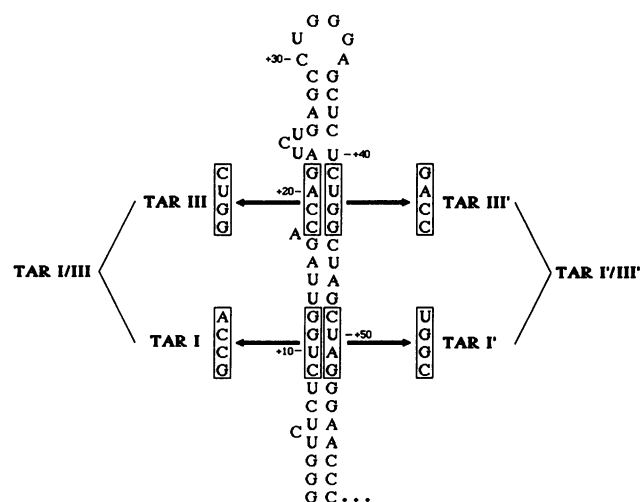 G G
U G
+30– C A
C G
G C
A U
G C
U
C
U A U –+40
C G C G
U +20– A U A
G C G C
G C G C
TAR III TAR III'
A
G C
A U
U A
U G
TAR I/III TAR I'/III'
A G C U
C G U –+50 G
C +10– U A G
G C G C
TAR I TAR I'
U G
C G
U A
C
U A
G C
G C
G C...